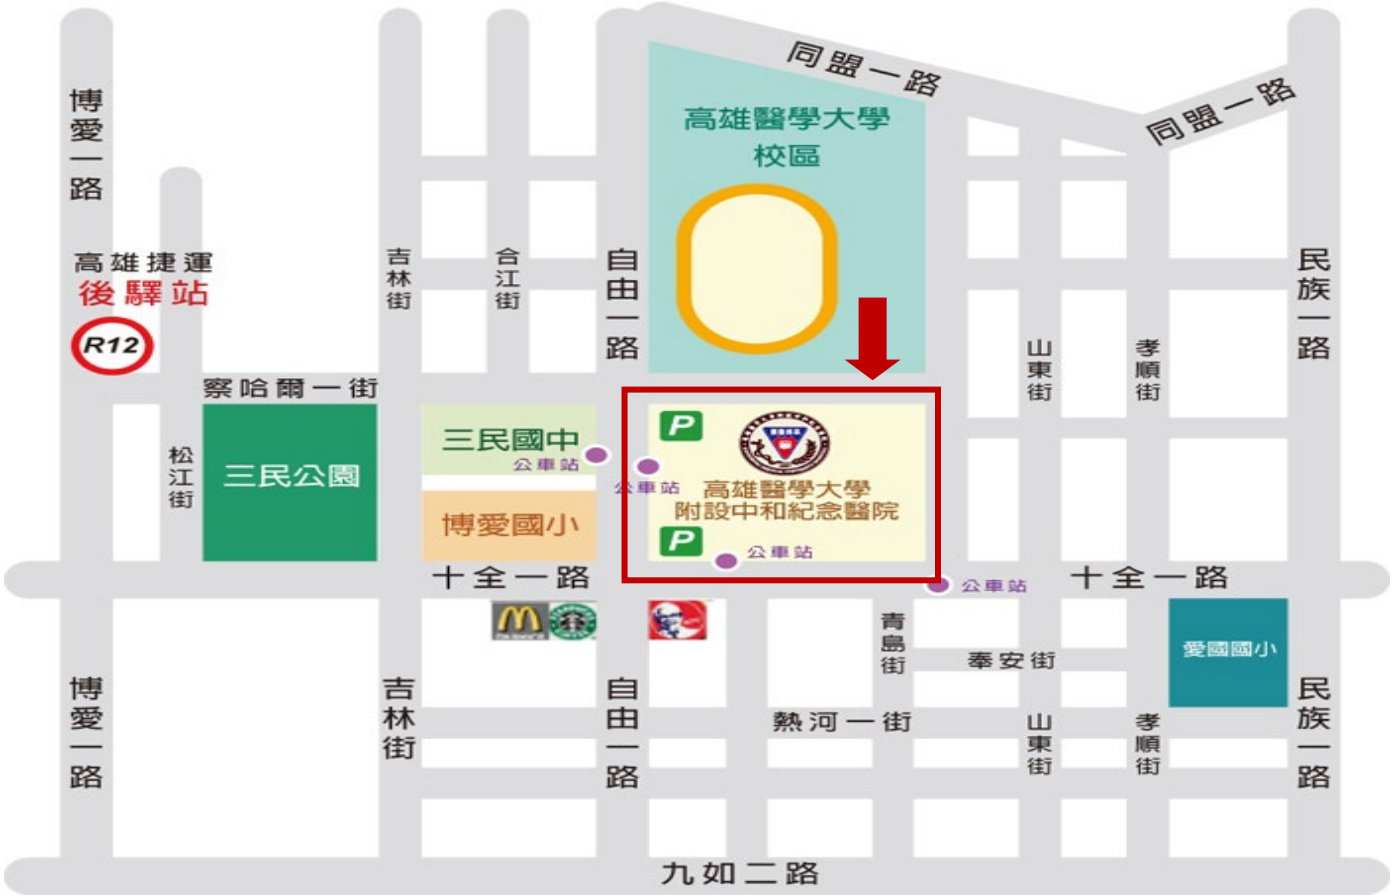 同盟一路
博愛一路
高雄醫學大學
校區
同盟一路
高雄捷運
後驛站
R12
吉林街
合江街
自由一路
民族一路
山東街
孝順街
察哈爾一街
松江街
三民公園
三民國中
公車站
博愛國小
P
公車站
高雄醫學大學
附設中和紀念醫院
P
公車站
十全一路
公車站
十全一路
青島街
奉安街
愛國國小
博愛一路
吉林街
自由一路
熱河一街
山東街
孝順街
民族一路
九如二路